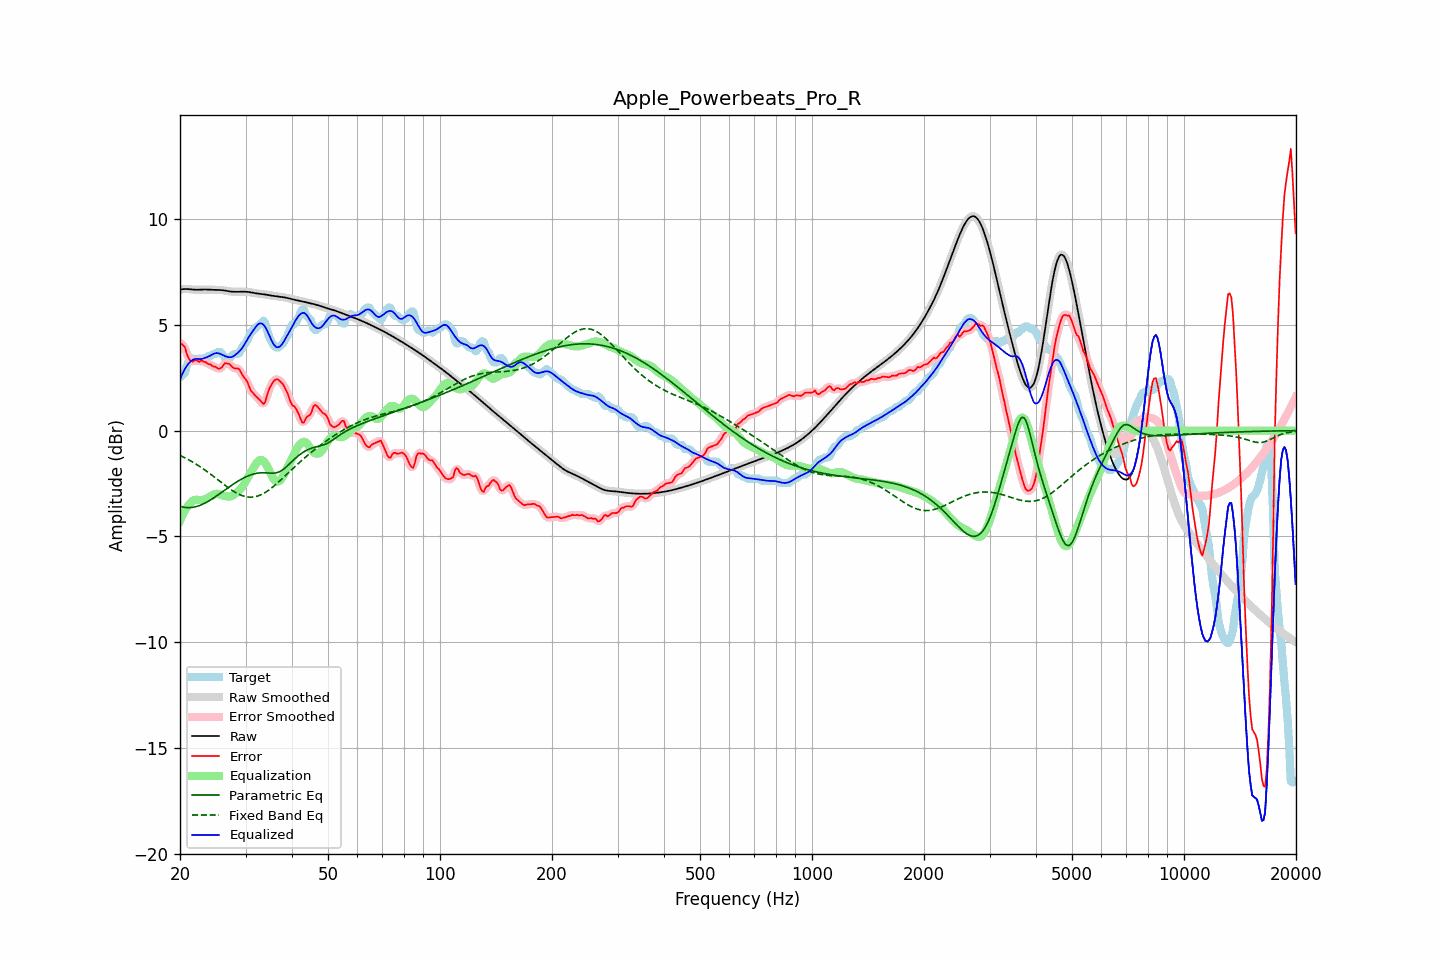 Apple_Powerbeats_Pro_R
Amplitude (dBr)
10
5
0
−5
−10
−15
−20
Target
Raw Smoothed
Error Smoothed
Raw
Error
Equalization
Parametric Eq
Fixed Band Eq
Equalized
20 50 100 200 500 1000 2000 5000 10000 20000
Frequency (Hz)